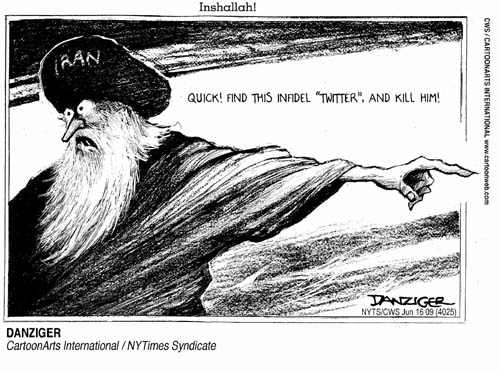 Inshallah!
IRAN
QUICK! FIND THIS INFIDEL "TWITTER", AND KILL HIM!
CWS / CARTOONARTS INTERNATIONAL www.cartoonweb.com
DANZIGER
NYTS/CWS Jun 16 09 (4025)
DANZIGER
CartoonArts International / NYTimes Syndicate